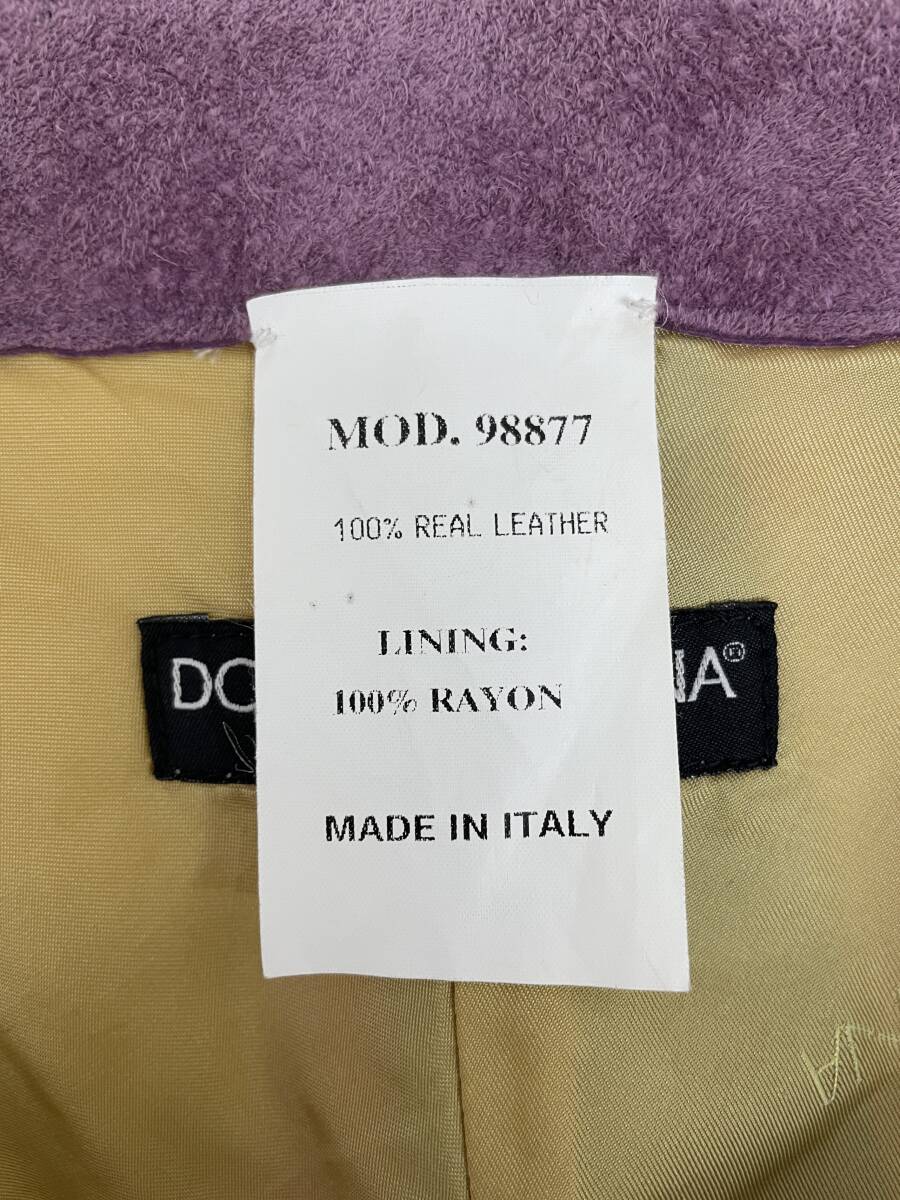 MOD. 98877
100% REAL LEATHER
LINING:
100% RAYON
MADE IN ITALY